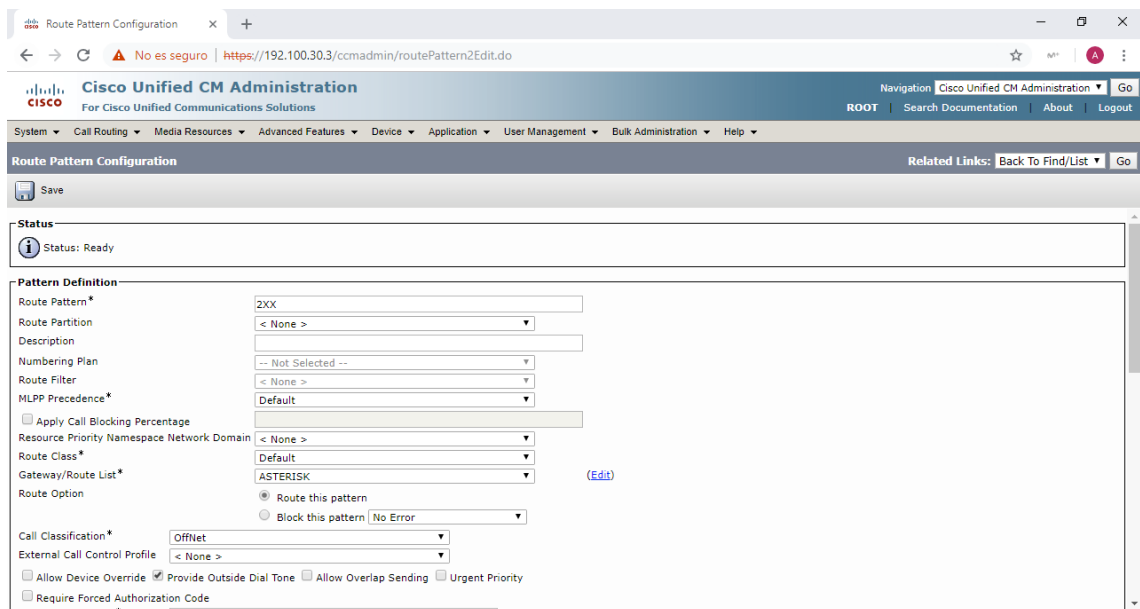 Route Pattern Configuration
No es seguro | https://192.100.30.3/ccmadmin/routePattern2Edit.do
A
CISCO
Cisco Unified CM Administration
For Cisco Unified Communications Solutions
Navigation Cisco Unified CM Administration Go
ROOT | Search Documentation | About | Logout
System Call Routing Media Resources Advanced Features Device Application User Management Bulk Administration Help
Route Pattern Configuration
Related Links: Back To Find/List Go
Save
Status
Status: Ready
Pattern Definition
Route Pattern* 2XX
Route Partition < None >
Description
Numbering Plan -- Not Selected --
Route Filter < None >
MLPP Precedence* Default
Apply Call Blocking Percentage
Resource Priority Namespace Network Domain < None >
Route Class* Default
Gateway/Route List* ASTERISK (Edit)
Route Option Route this pattern
Block this pattern No Error
Call Classification* OffNet
External Call Control Profile < None >
Allow Device Override Provide Outside Dial Tone Allow Overlap Sending Urgent Priority
Require Forced Authorization Code